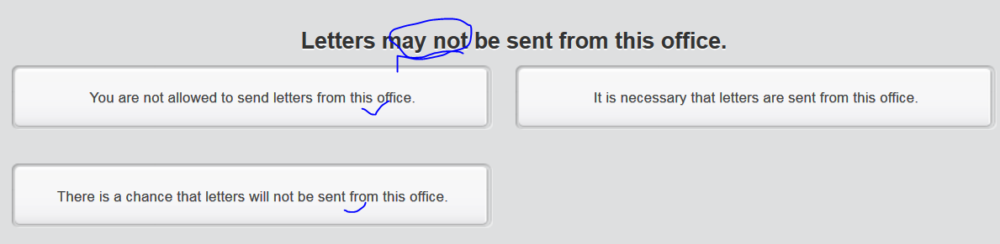 Letters may not be sent from this office.
You are not allowed to send letters from this office.
It is necessary that letters are sent from this office.
There is a chance that letters will not be sent from this office.